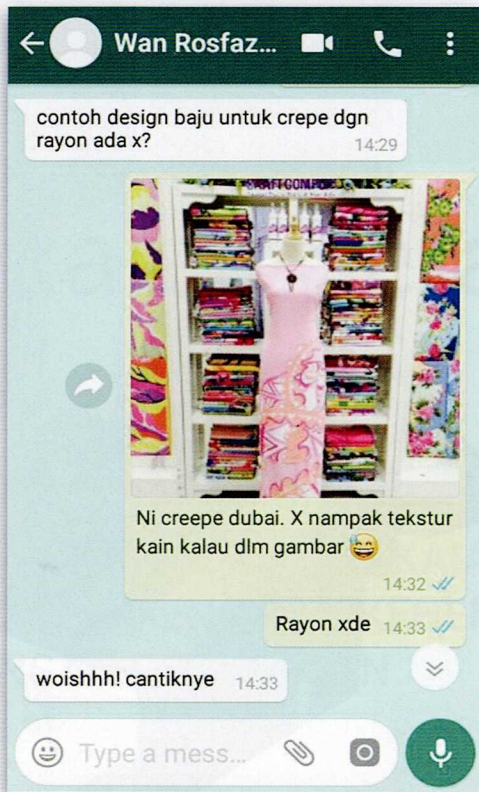 Wan Rosfaz...
contoh design baju untuk crepe dgn
rayon ada x?
14:29
Ni creepe dubai. X nampak tekstur
kain kalau dlm gambar 😅
14:32
Rayon xde 14:33
woishhh! cantiknye 14:33
Type a mess...